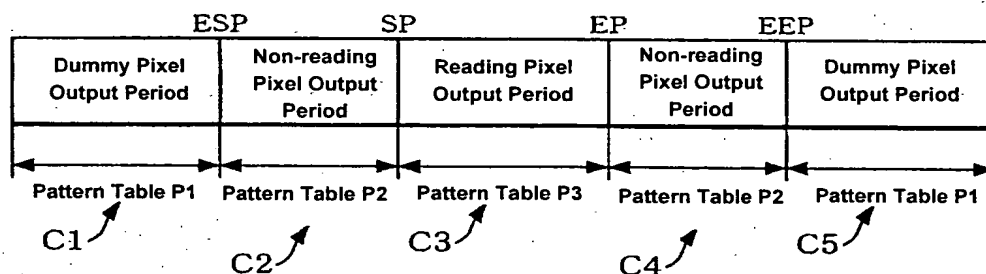 ESP SP EP EEP
Dummy Pixel Output Period
Non-reading Pixel Output Period
Reading Pixel Output Period
Non-reading Pixel Output Period
Dummy Pixel Output Period
Pattern Table P1 Pattern Table P2 Pattern Table P3 Pattern Table P2 Pattern Table P1
C1 C2 C3 C4 C5